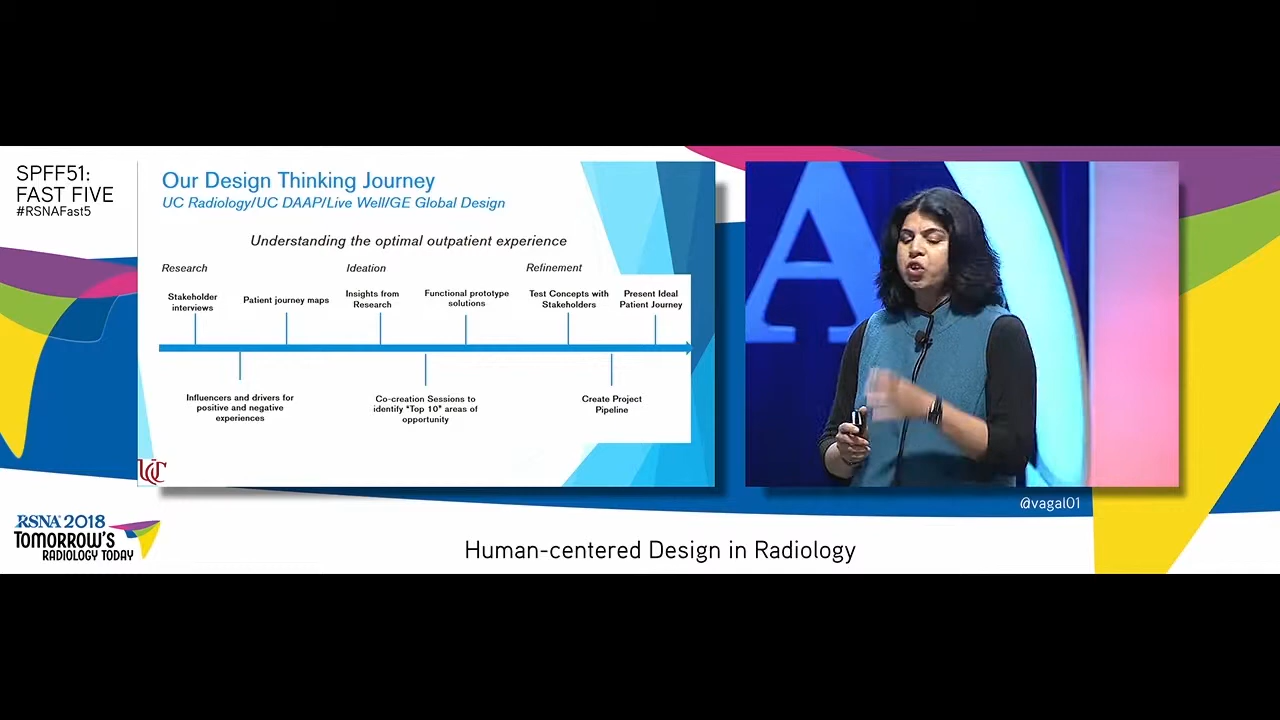 SPFF51:
FAST FIVE
#RSNAFast5
Our Design Thinking Journey
UC Radiology/UC DAAP/Live Well/GE Global Design
Understanding the optimal outpatient experience
Research
Ideation
Refinement
Stakeholder
interviews
Patient journey maps
Insights from
Research
Functional prototype
solutions
Test Concepts with
Stakeholders
Present Ideal
Patient Journey
Influencers and drivers for
positive and negative
experiences
Co-creation Sessions to
identify "Top 10" areas of
opportunity
Create Project
Pipeline
UC
A
@vagal01
RSNA 2018
TOMORROW'S
RADIOLOGY TODAY
Human-centered Design in Radiology